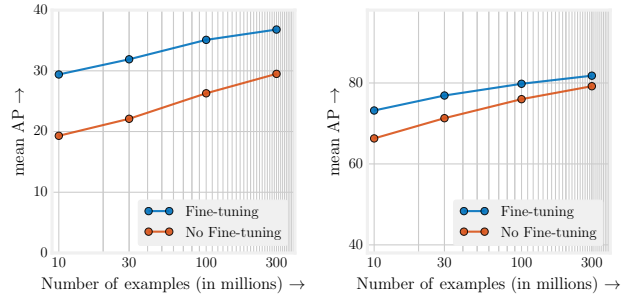 40
30
20
10
0
mean AP →
Fine-tuning
No Fine-tuning
10 30 100 300
Number of examples (in millions) →
80
60
40
mean AP →
Fine-tuning
No Fine-tuning
10 30 100 300
Number of examples (in millions) →